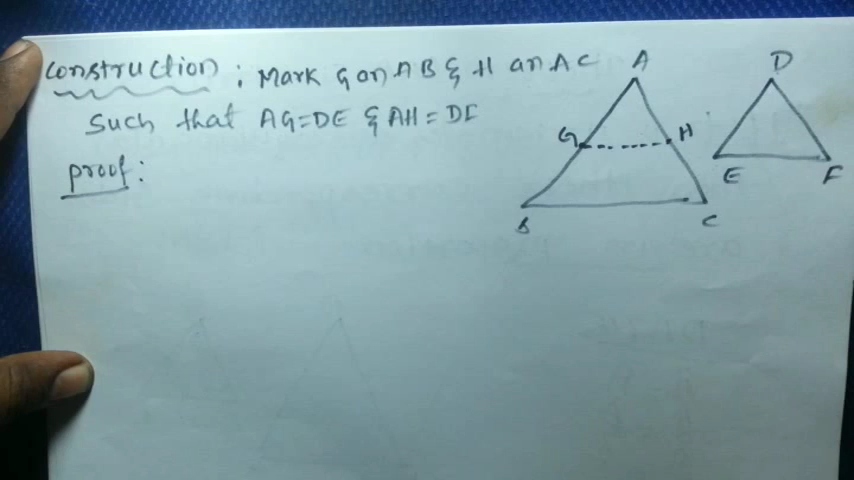 Construction : Mark G on AB & H on AC
Such that AG=DE & AH = DF
Proof:
A
G
H
B
C
D
E
F